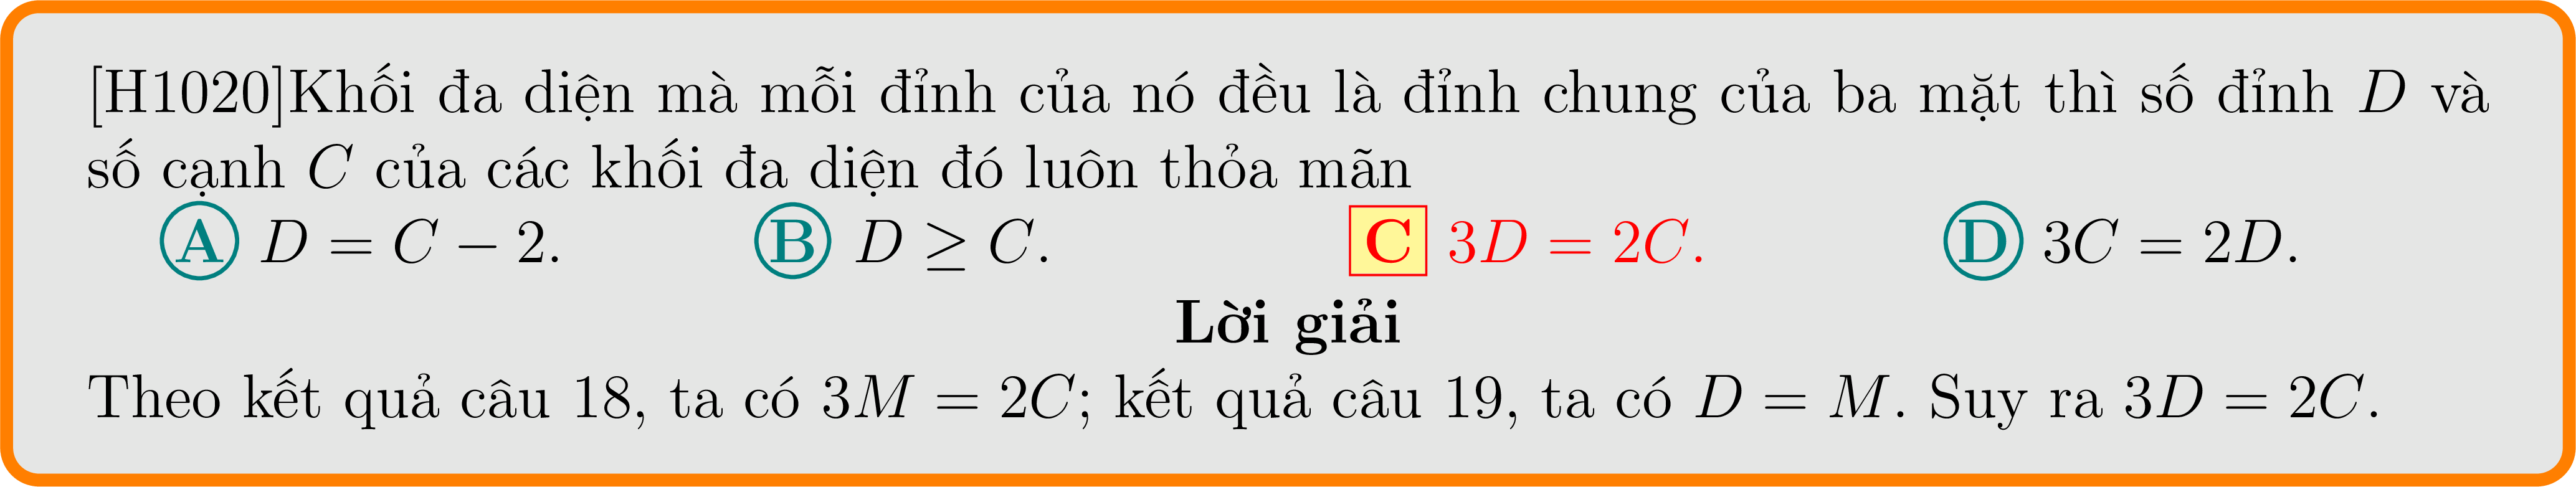 [H1020]Khối đa diện mà mỗi đỉnh của nó đều là đỉnh chung của ba mặt thì số đỉnh D và
số cạnh C của các khối đa diện đó luôn thỏa mãn
A D = C − 2. B D ≥ C. C 3D = 2C. D 3C = 2D.
Lời giải
Theo kết quả câu 18, ta có 3M = 2C; kết quả câu 19, ta có D = M. Suy ra 3D = 2C.